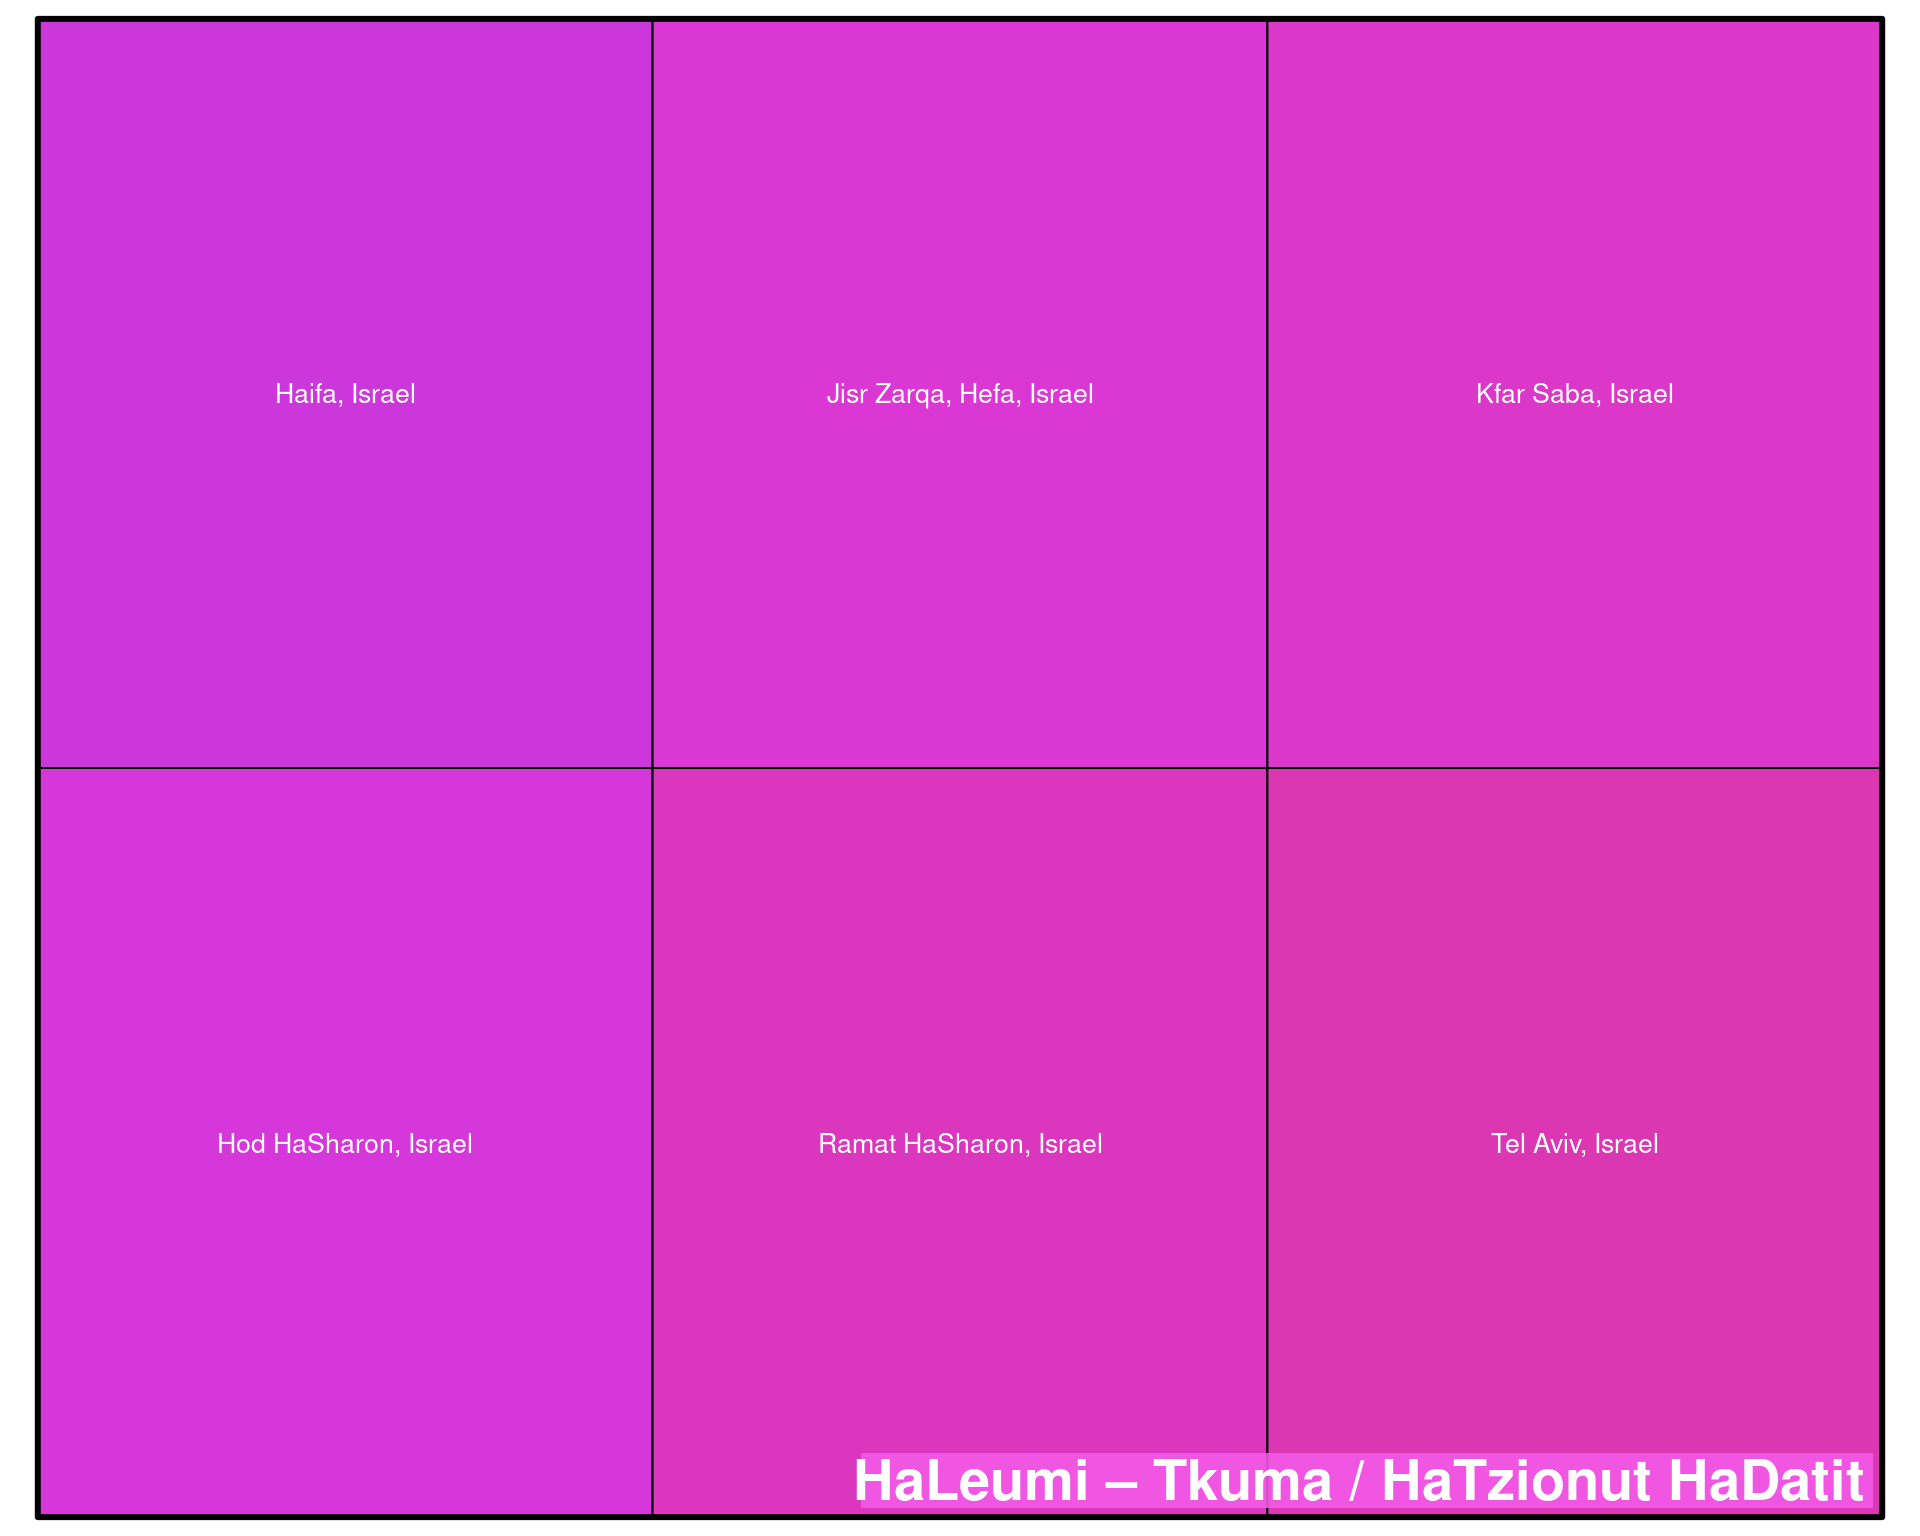 Haifa, Israel
Jisr Zarqa, Hefa, Israel
Kfar Saba, Israel
Hod HaSharon, Israel
Ramat HaSharon, Israel
Tel Aviv, Israel
HaLeumi – Tkuma / HaTzionut HaDatit